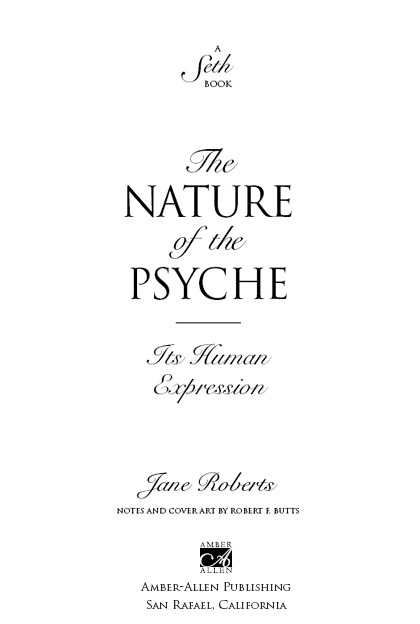 A
Seth
BOOK
The
NATURE
of the
PSYCHE
Its Human
Expression
Jane Roberts
NOTES AND COVER ART BY ROBERT F. BUTTS
AMBER
A
ALLEN
AMBER-ALLEN PUBLISHING
SAN RAFAEL, CALIFORNIA